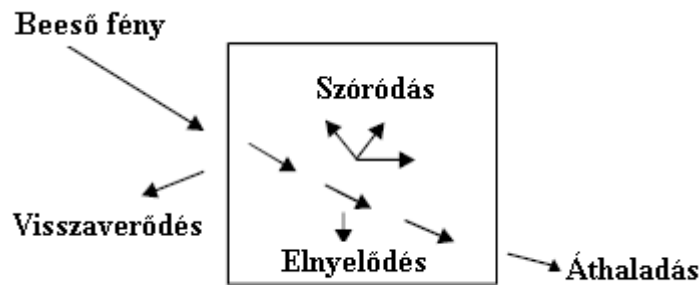 Beeső fény
Szóródás
Visszaverődés
Elnyelődés
Áthaladás